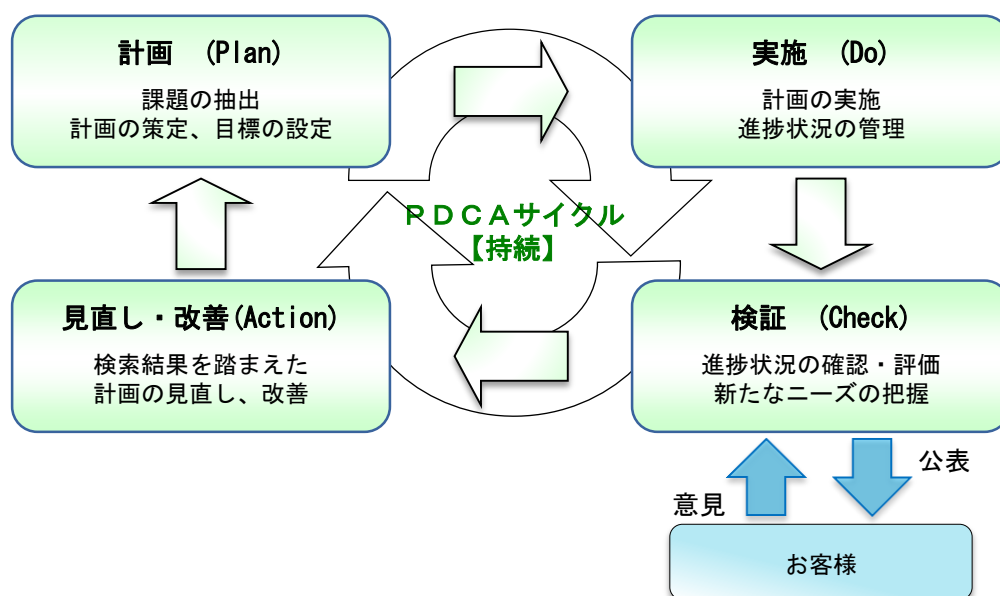 計画　(Plan)
課題の抽出
計画の策定、目標の設定
実施　(Do)
計画の実施
進捗状況の管理
ＰＤＣＡサイクル
【持続】
見直し・改善(Action)
検索結果を踏まえた
計画の見直し、改善
検証　(Check)
進捗状況の確認・評価
新たなニーズの把握
公表
意見
お客様